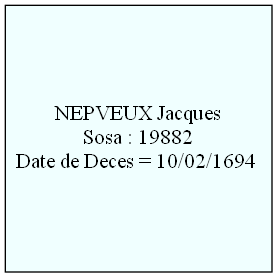 NEPVEUX Jacques
Sosa : 19882
Date de Deces = 10/02/1694